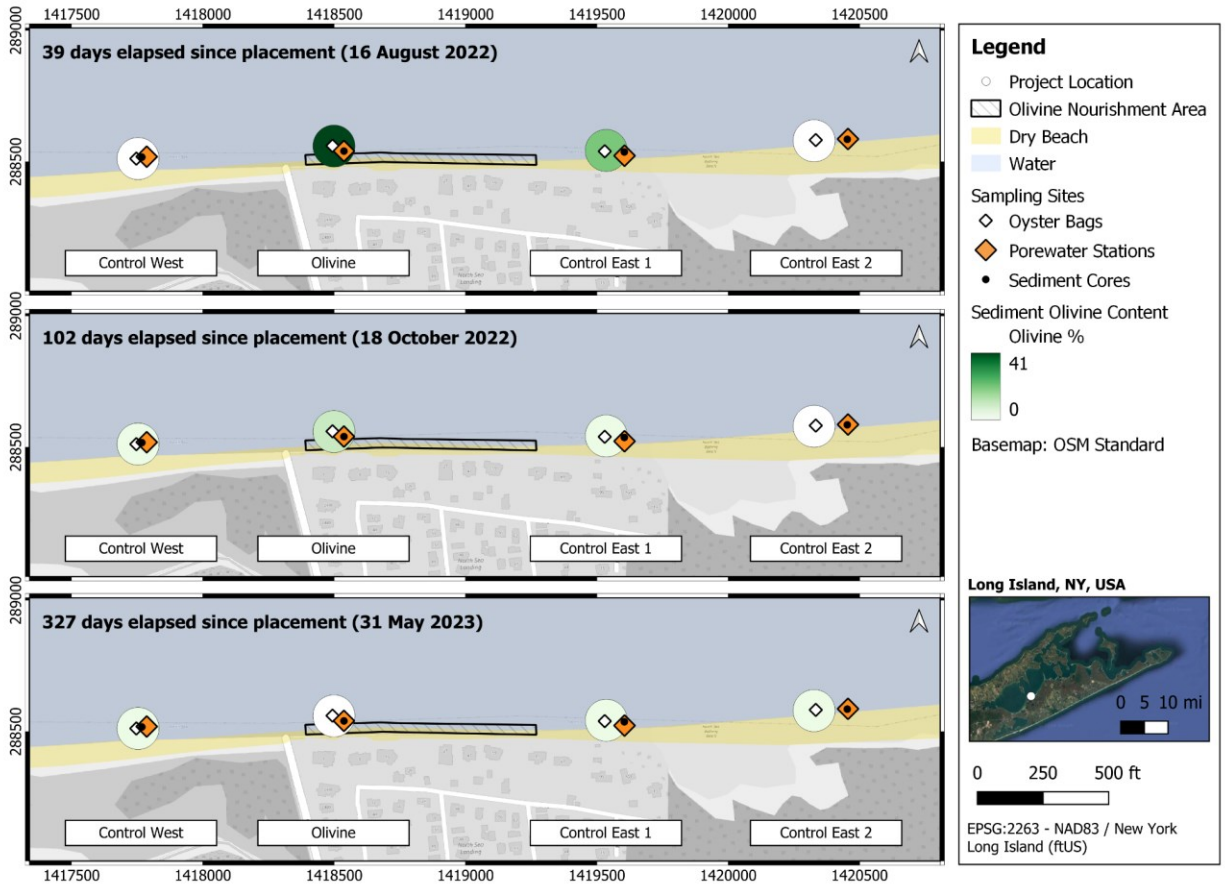 1417500 1418000 1418500 1419000 1419500 1420000 1420500
289000
39 days elapsed since placement (16 August 2022)
288500
Control West Olivine Control East 1 Control East 2
289000
102 days elapsed since placement (18 October 2022)
288500
Control West Olivine Control East 1 Control East 2
289000
327 days elapsed since placement (31 May 2023)
288500
Control West Olivine Control East 1 Control East 2
1417500 1418000 1418500 1419000 1419500 1420000 1420500
Legend
Project Location
Olivine Nourishment Area
Dry Beach
Water
Sampling Sites
Oyster Bags
Porewater Stations
Sediment Cores
Sediment Olivine Content
Olivine %
41
0
Basemap: OSM Standard
Long Island, NY, USA
0 5 10 mi
0 250 500 ft
EPSG:2263 - NAD83 / New York
Long Island (ftUS)